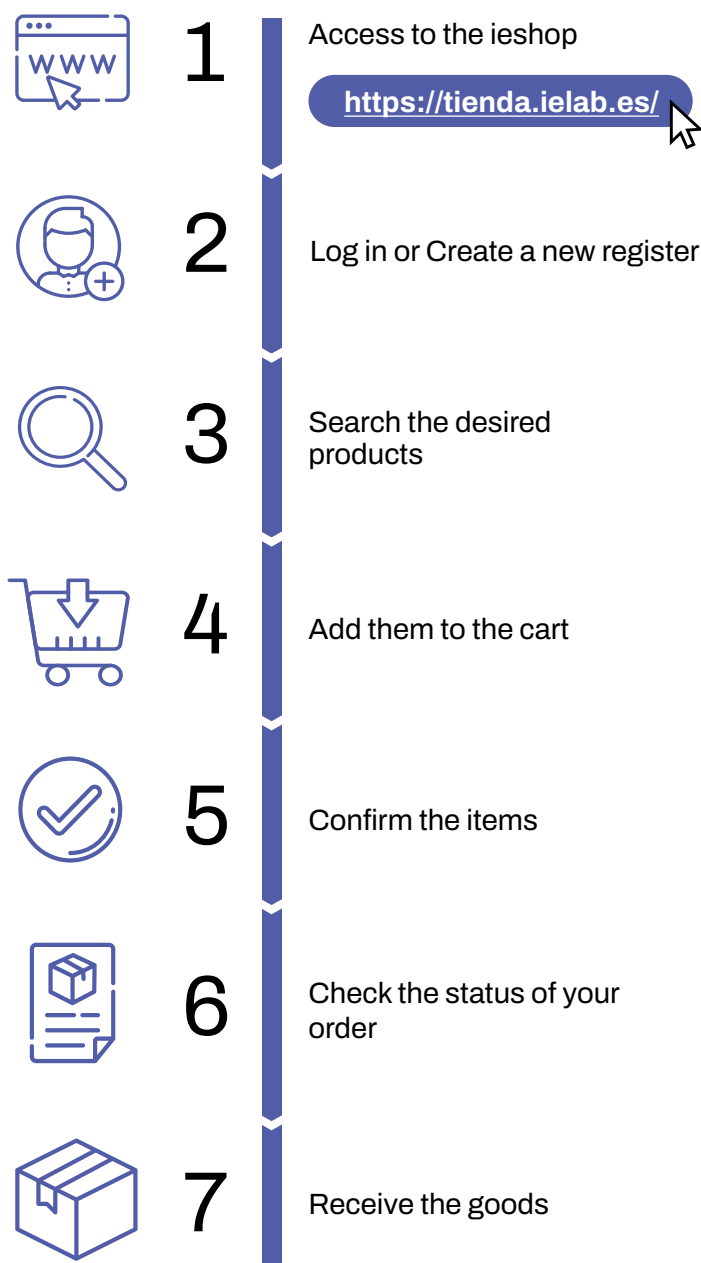 WWW
1
Access to the ieshop
https://tienda.ielab.es/
2
Log in or Create a new register
3
Search the desired
products
4
Add them to the cart
5
Confirm the items
6
Check the status of your
order
7
Receive the goods